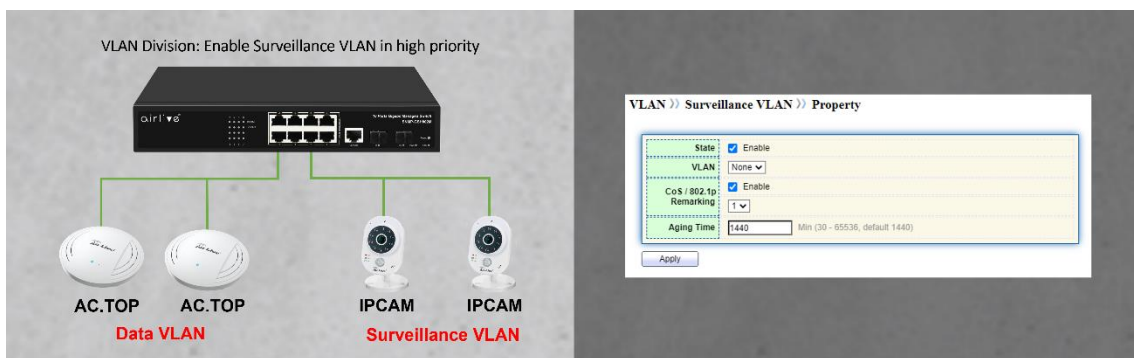 VLAN Division: Enable Surveillance VLAN in high priority
airlive
AC.TOP AC.TOP IPCAM IPCAM
Data VLAN Surveillance VLAN
VLAN 》 Surveillance VLAN 》 Property
State Enable
VLAN None
CoS / 802.1p Remarking Enable
1
Aging Time 1440 Min (30 - 65536, default 1440)
Apply